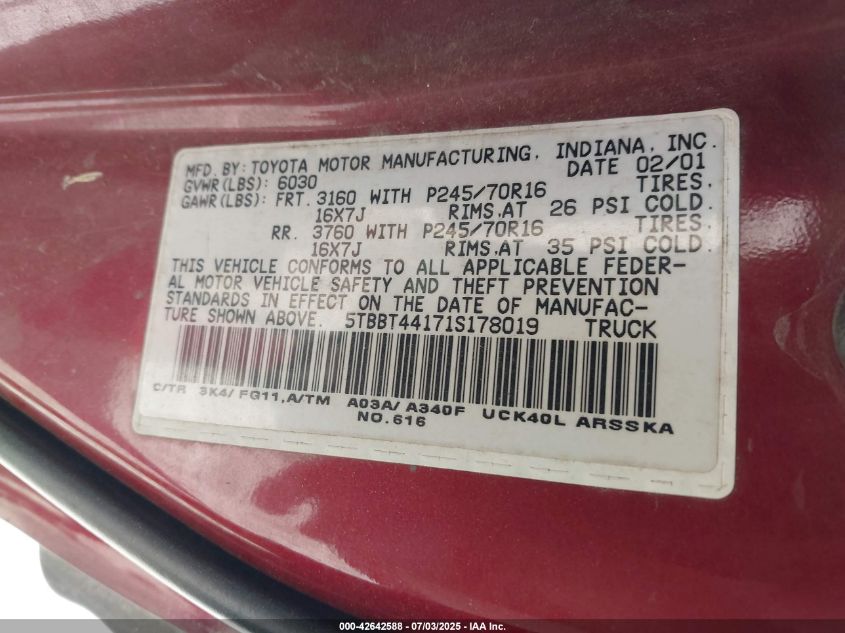 MFD. BY: TOYOTA MOTOR MANUFACTURING, INDIANA, INC.
GVWR(LBS): 6030 DATE 02/01
GAWR(LBS): FRT. 3160 WITH P245/70R16 TIRES,
16X7J RIMS,AT 26 PSI COLD.
RR. 3760 WITH P245/70R16 TIRES,
16X7J RIMS,AT 35 PSI COLD.
THIS VEHICLE CONFORMS TO ALL APPLICABLE FEDER-
AL MOTOR VEHICLE SAFETY AND THEFT PREVENTION
STANDARDS IN EFFECT ON THE DATE OF MANUFAC-
TURE SHOWN ABOVE. 5TBBT44171S178019 TRUCK
C/TR 3K4/ FG11,A/TM A03A/ A340F UCK40L ARSSKA
NO.616
000-42642588 - 07/03/2025 - IAA Inc.